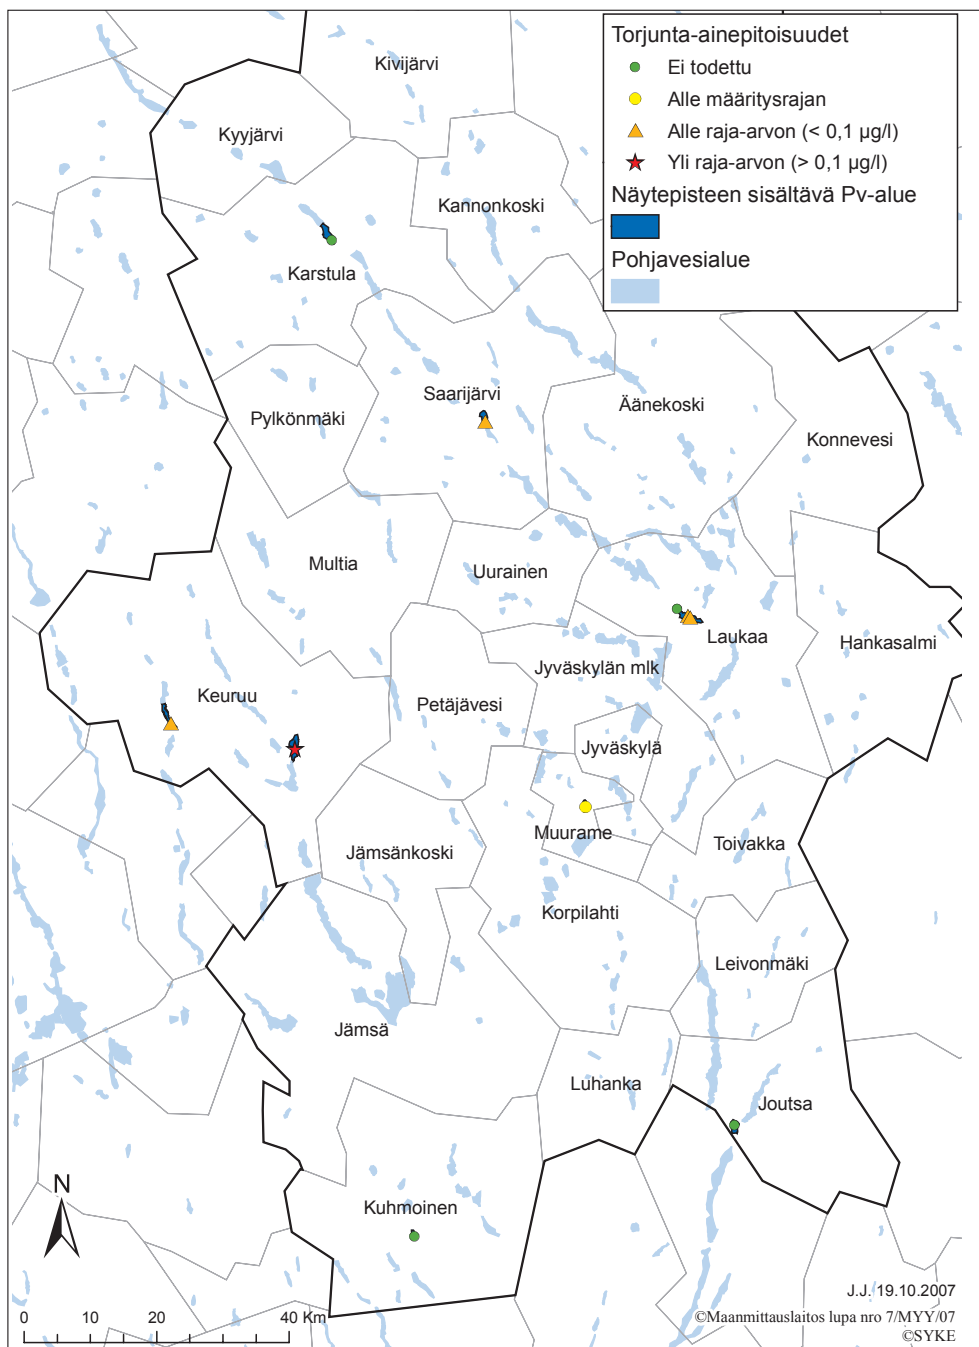 Torjunta-ainepitoisuudet
Ei todettu
Alle määritysrajan
Alle raja-arvon (< 0,1 µg/l)
Yli raja-arvon (> 0,1 µg/l)
Näytepisteen sisältävä Pv-alue
Pohjavesialue
Kivijärvi
Kyyjärvi
Kannonkoski
Karstula
Saarijärvi
Äänekoski
Pylkönmäki
Konnevesi
Multia
Uurainen
Laukaa
Hankasalmi
Jyväskylän mlk
Keuruu
Petäjävesi
Jyväskylä
Muurame
Toivakka
Jämsänkoski
Korpilahti
Leivonmäki
Jämsä
Luhanka
Joutsa
Kuhmoinen
N
0 10 20 40 Km
J.J. 19.10.2007
©Maanmittauslaitos lupa nro 7/MYY/07
©SYKE